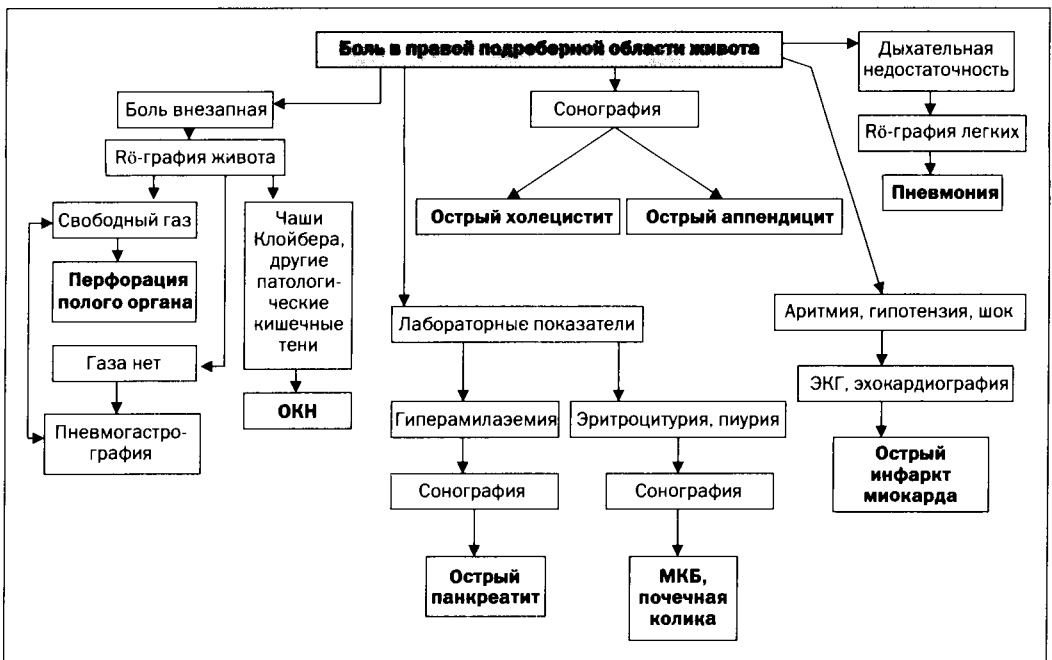 Боль в правой подреберной области живота
Дыхательная
недостаточность
Rö-графия легких
Пневмония
Боль внезапная
Rö-графия живота
Свободный газ
Перфорация
полого органа
Газа нет
Пневмогастро-
графия
Чаши
Клойбера,
другие
патологи-
ческие
кишечные
тени
ОКН
Сонография
Острый холецистит
Острый аппендицит
Лабораторные показатели
Гиперамилаземия
Сонография
Острый
панкреатит
Эритроцитурия, пиурия
Сонография
МКБ,
почечная
колика
Аритмия, гипотензия, шок
ЭКГ, эхокардиография
Острый
инфаркт
миокарда